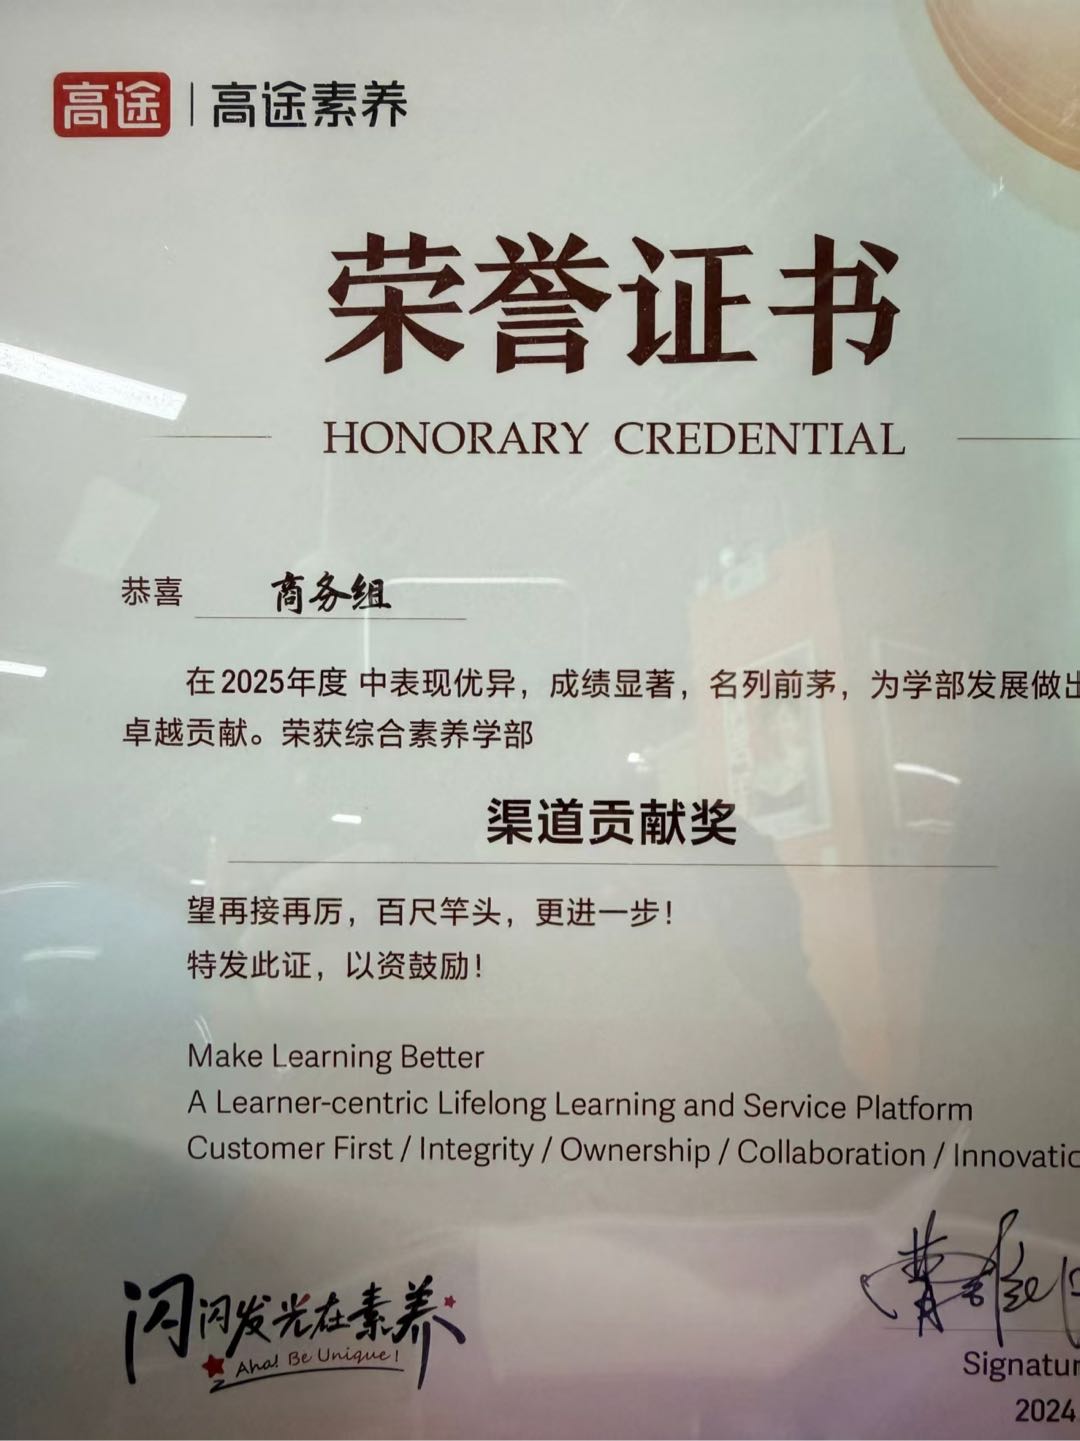 高途 | 高途素养
荣誉证书
HONORARY CREDENTIAL
恭喜 商务组
在2025年度 中表现优异，成绩显著，名列前茅，为学部发展做出
卓越贡献。荣获综合素养学部
渠道贡献奖
望再接再厉，百尺竿头，更进一步！
特发此证，以资鼓励！
Make Learning Better
A Learner-centric Lifelong Learning and Service Platform
Customer First / Integrity / Ownership / Collaboration / Innovatio
闪闪发光在素养
Aha! Be Unique!
Signatur
2024